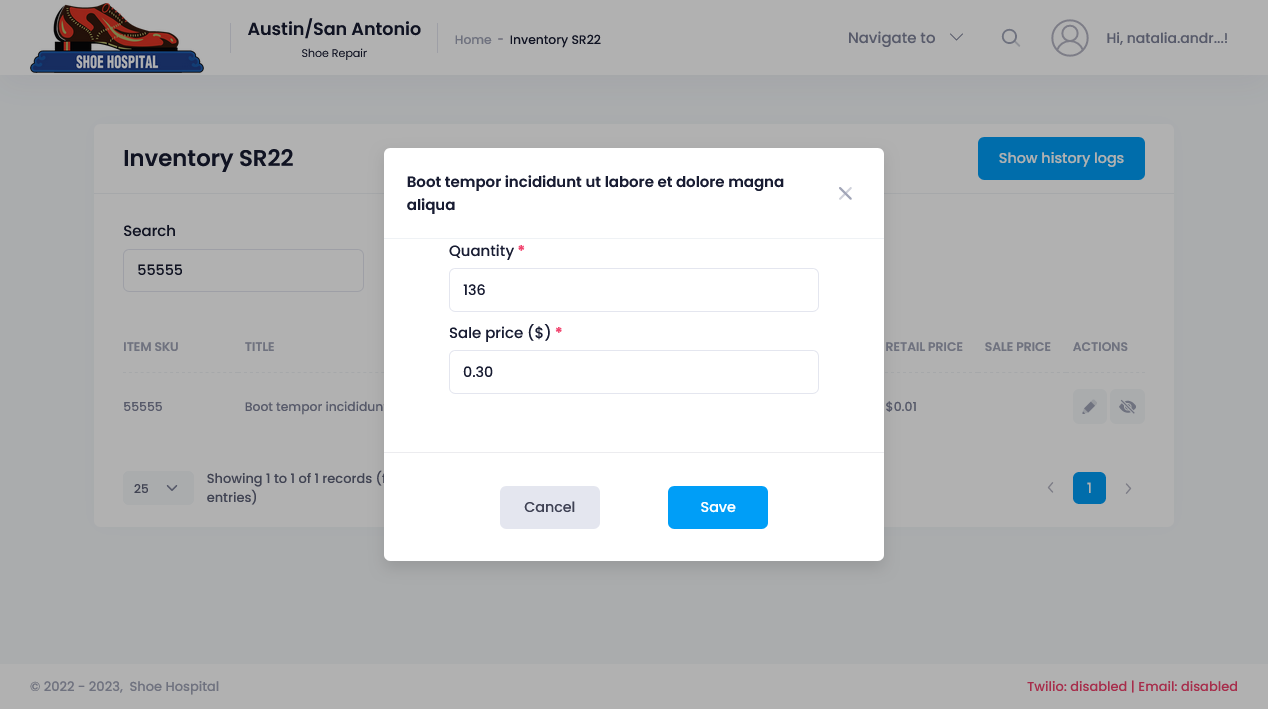 SHOE HOSPITAL
Austin/San Antonio
Shoe Repair
Home - Inventory SR22
Navigate to
Hi, natalia.andr...!
Inventory SR22
Show history logs
Search
55555
ITEM SKU TITLE RETAIL PRICE SALE PRICE ACTIONS
55555 Boot tempor incididun $0.01
25
Showing 1 to 1 of 1 records (
entries)
1
Boot tempor incididunt ut labore et dolore magna
aliqua
Quantity *
136
Sale price ($) *
0.30
Cancel
Save
© 2022 - 2023, Shoe Hospital
Twilio: disabled | Email: disabled